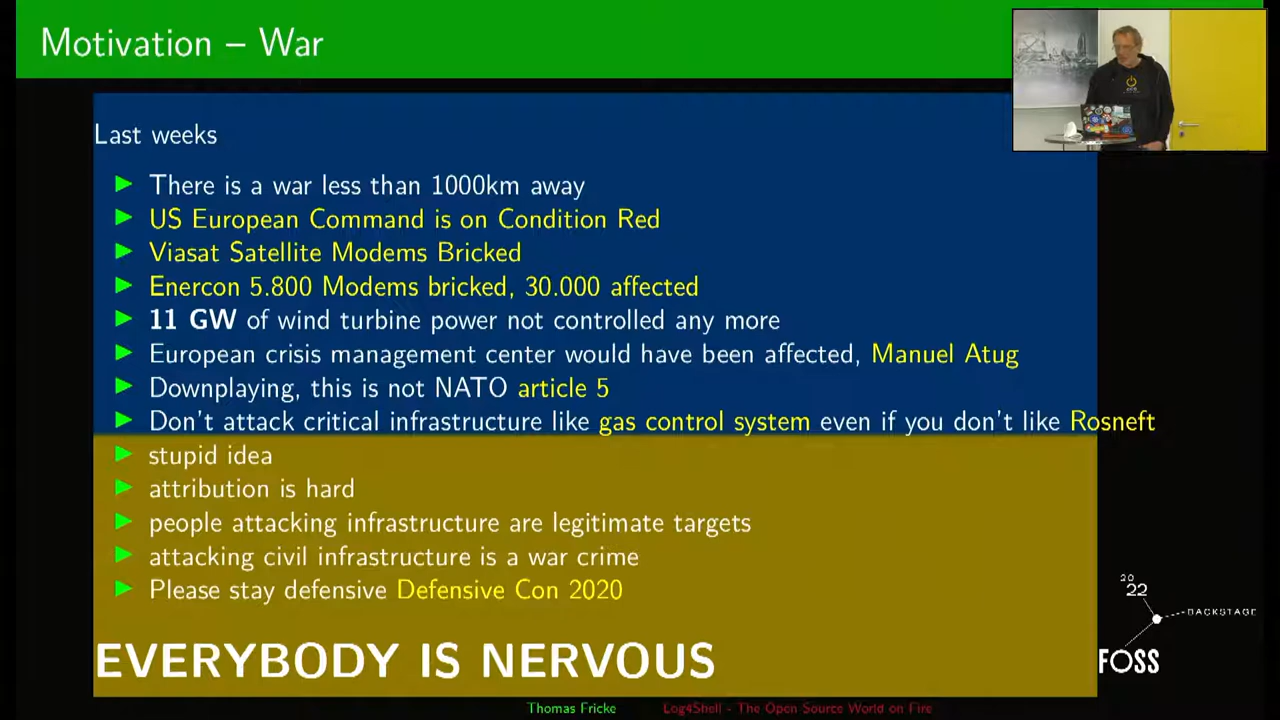 Motivation – War
Last weeks
There is a war less than 1000km away
US European Command is on Condition Red
Viasat Satellite Modems Bricked
Enercon 5.800 Modems bricked, 30.000 affected
11 GW of wind turbine power not controlled any more
European crisis management center would have been affected, Manuel Atug
Downplaying, this is not NATO article 5
Don't attack critical infrastructure like gas control system even if you don't like Rosneft
stupid idea
attribution is hard
people attacking infrastructure are legitimate targets
attacking civil infrastructure is a war crime
Please stay defensive Defensive Con 2020
EVERYBODY IS NERVOUS
20
22
BACKSTAGE
FOSS
Thomas Fricke Log4Shell - The Open Source World on Fire